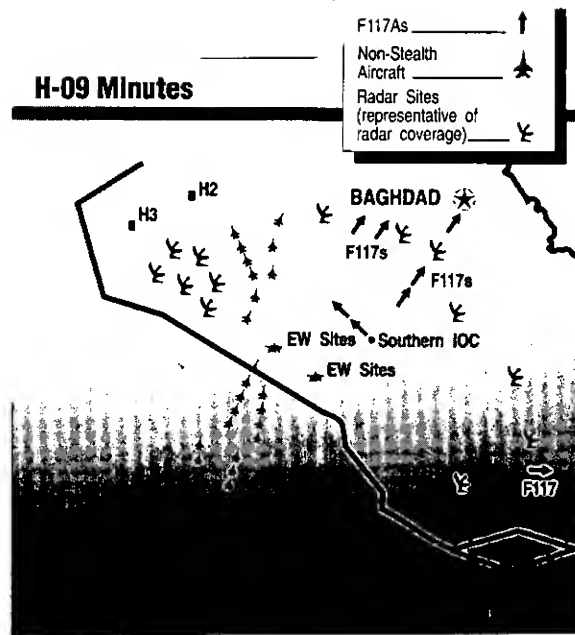 F117As
Non-Stealth
Aircraft
Radar Sites
(representative of
radar coverage)
H-09 Minutes
H2
H3
BAGHDAD
F117s
F117s
EW Sites
Southern IOC
EW Sites
F117